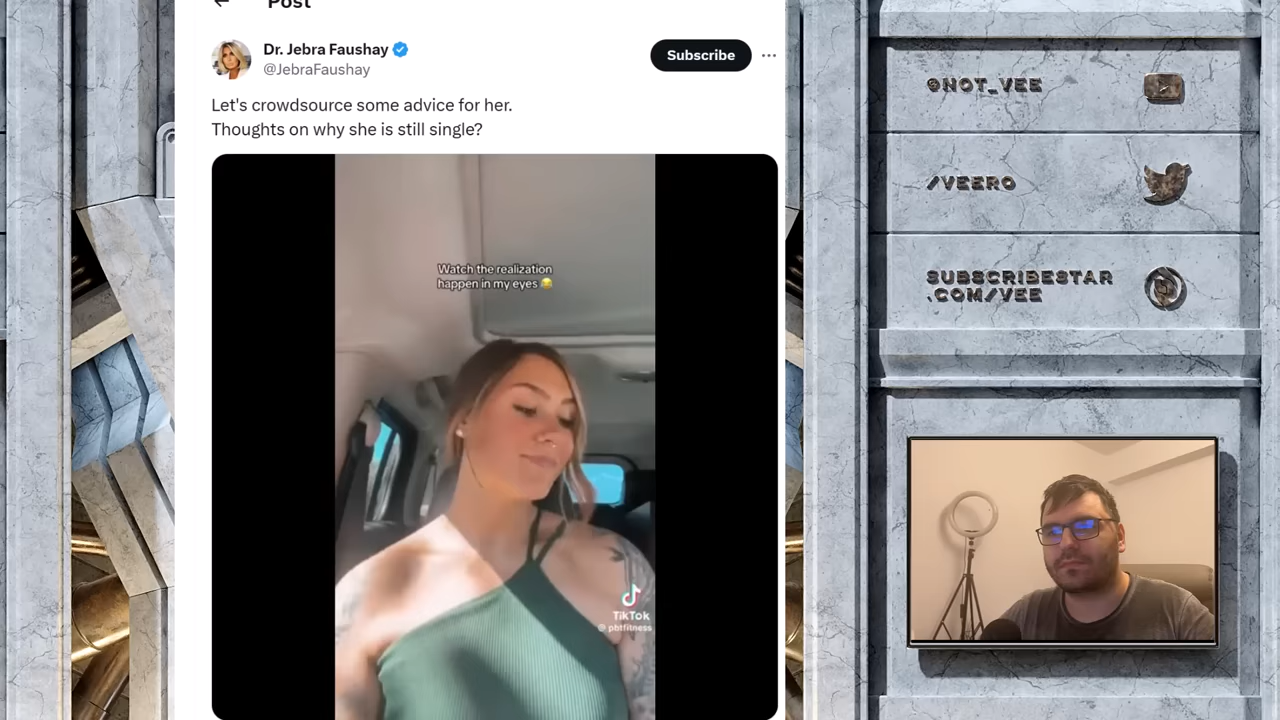 Post
Dr. Jebra Faushay
@JebraFaushay
Subscribe
Let's crowdsource some advice for her.
Thoughts on why she is still single?
Watch the realization
happen in my eyes 😂
TikTok
@ pbtfitness
@NOT_VEE
/VEERO
SUBSCRIBESTAR
.COM/VEE